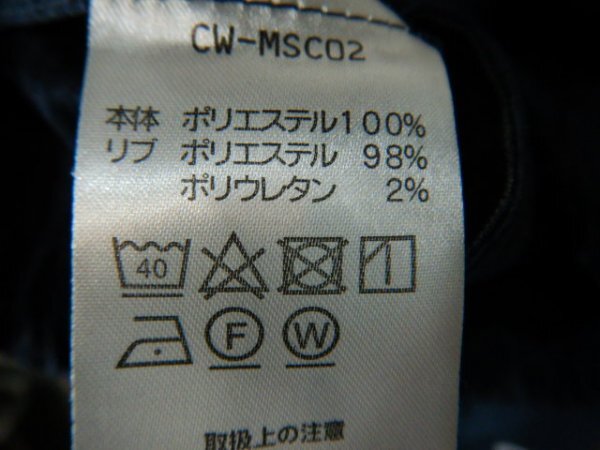 CW-MSC02
本体 ポリエステル100%
リブ ポリエステル 98%
ポリウレタン 2%
40
F W
取扱上の注意